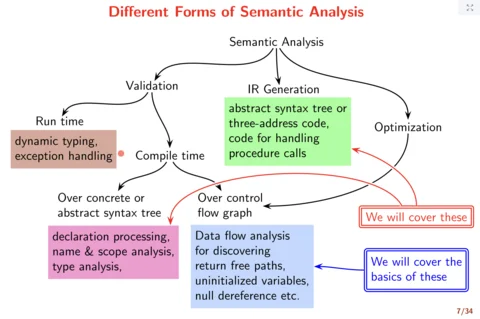 Different Forms of Semantic Analysis
Semantic Analysis
Validation
IR Generation
abstract syntax tree or
three-address code,
code for handling
procedure calls
Optimization
Run time
dynamic typing,
exception handling
Compile time
Over concrete or
abstract syntax tree
Over control
flow graph
declaration processing,
name & scope analysis,
type analysis,
Data flow analysis
for discovering
return free paths,
uninitialized variables,
null dereference etc.
We will cover these
We will cover the
basics of these
7/34